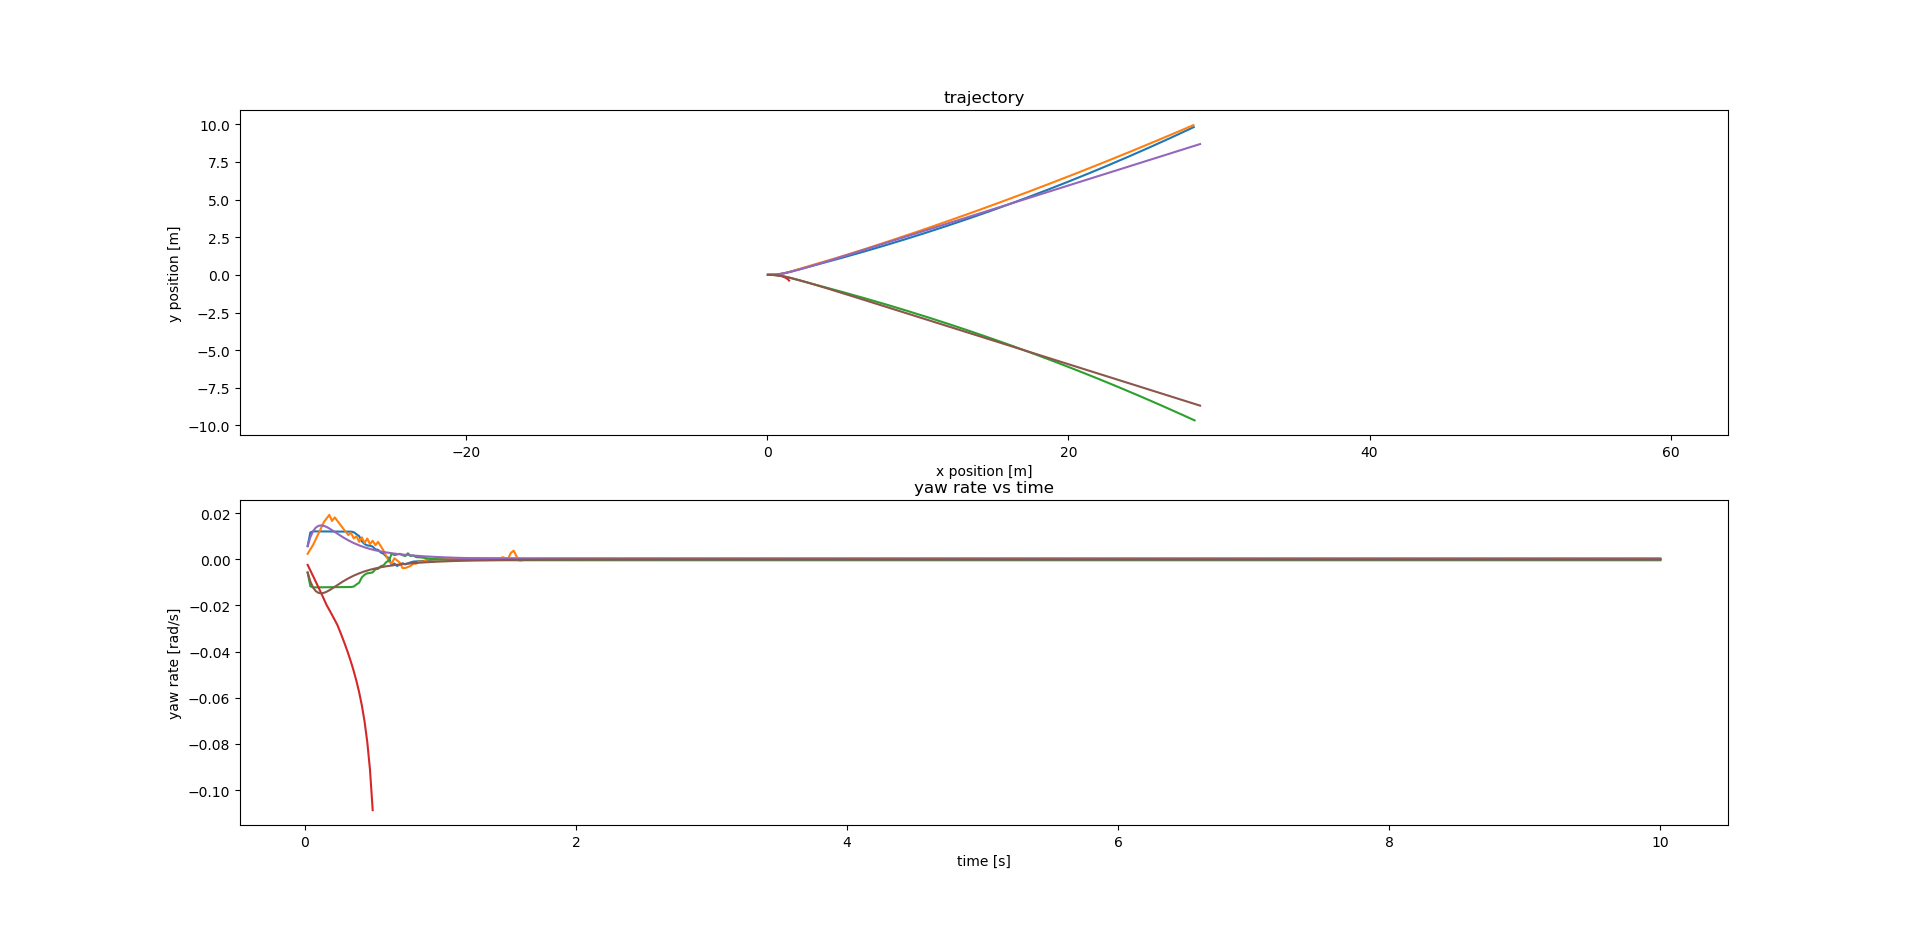 trajectory
10.0
7.5
5.0
2.5
0.0
−2.5
−5.0
−7.5
−10.0
y position [m]
−20 0 20 40 60
x position [m]
yaw rate vs time
0.02
0.00
−0.02
−0.04
−0.06
−0.08
−0.10
yaw rate [rad/s]
0 2 4 6 8 10
time [s]